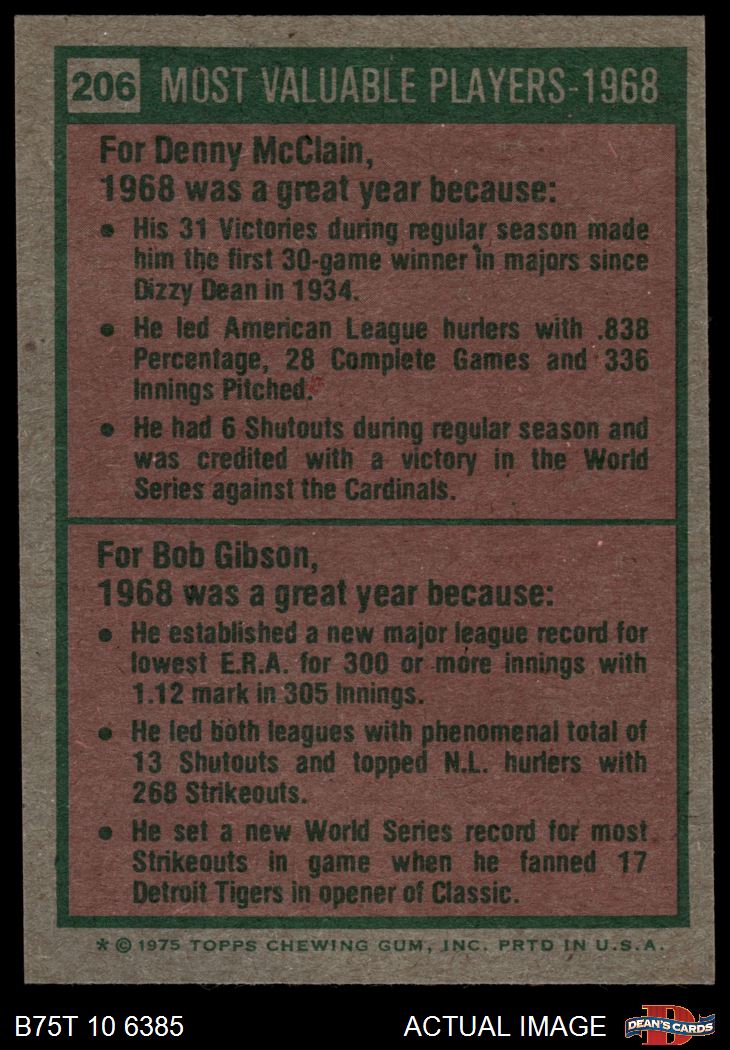 206 MOST VALUABLE PLAYERS-1968
For Denny McClain,
1968 was a great year because:
• His 31 Victories during regular season made
him the first 30-game winner in majors since
Dizzy Dean in 1934.
• He led American League hurlers with .838
Percentage, 28 Complete Games and 336
Innings Pitched.
• He had 6 Shutouts during regular season and
was credited with a victory in the World
Series against the Cardinals.
For Bob Gibson,
1968 was a great year because:
• He established a new major league record for
lowest E.R.A. for 300 or more innings with
1.12 mark in 305 Innings.
• He led both leagues with phenomenal total of
13 Shutouts and topped N.L. hurlers with
268 Strikeouts.
• He set a new World Series record for most
Strikeouts in game when he fanned 17
Detroit Tigers in opener of Classic.
* © 1975 TOPPS CHEWING GUM, INC. PRTD IN U.S.A.
B75T 10 6385 ACTUAL IMAGE D DEAN'S CARDS